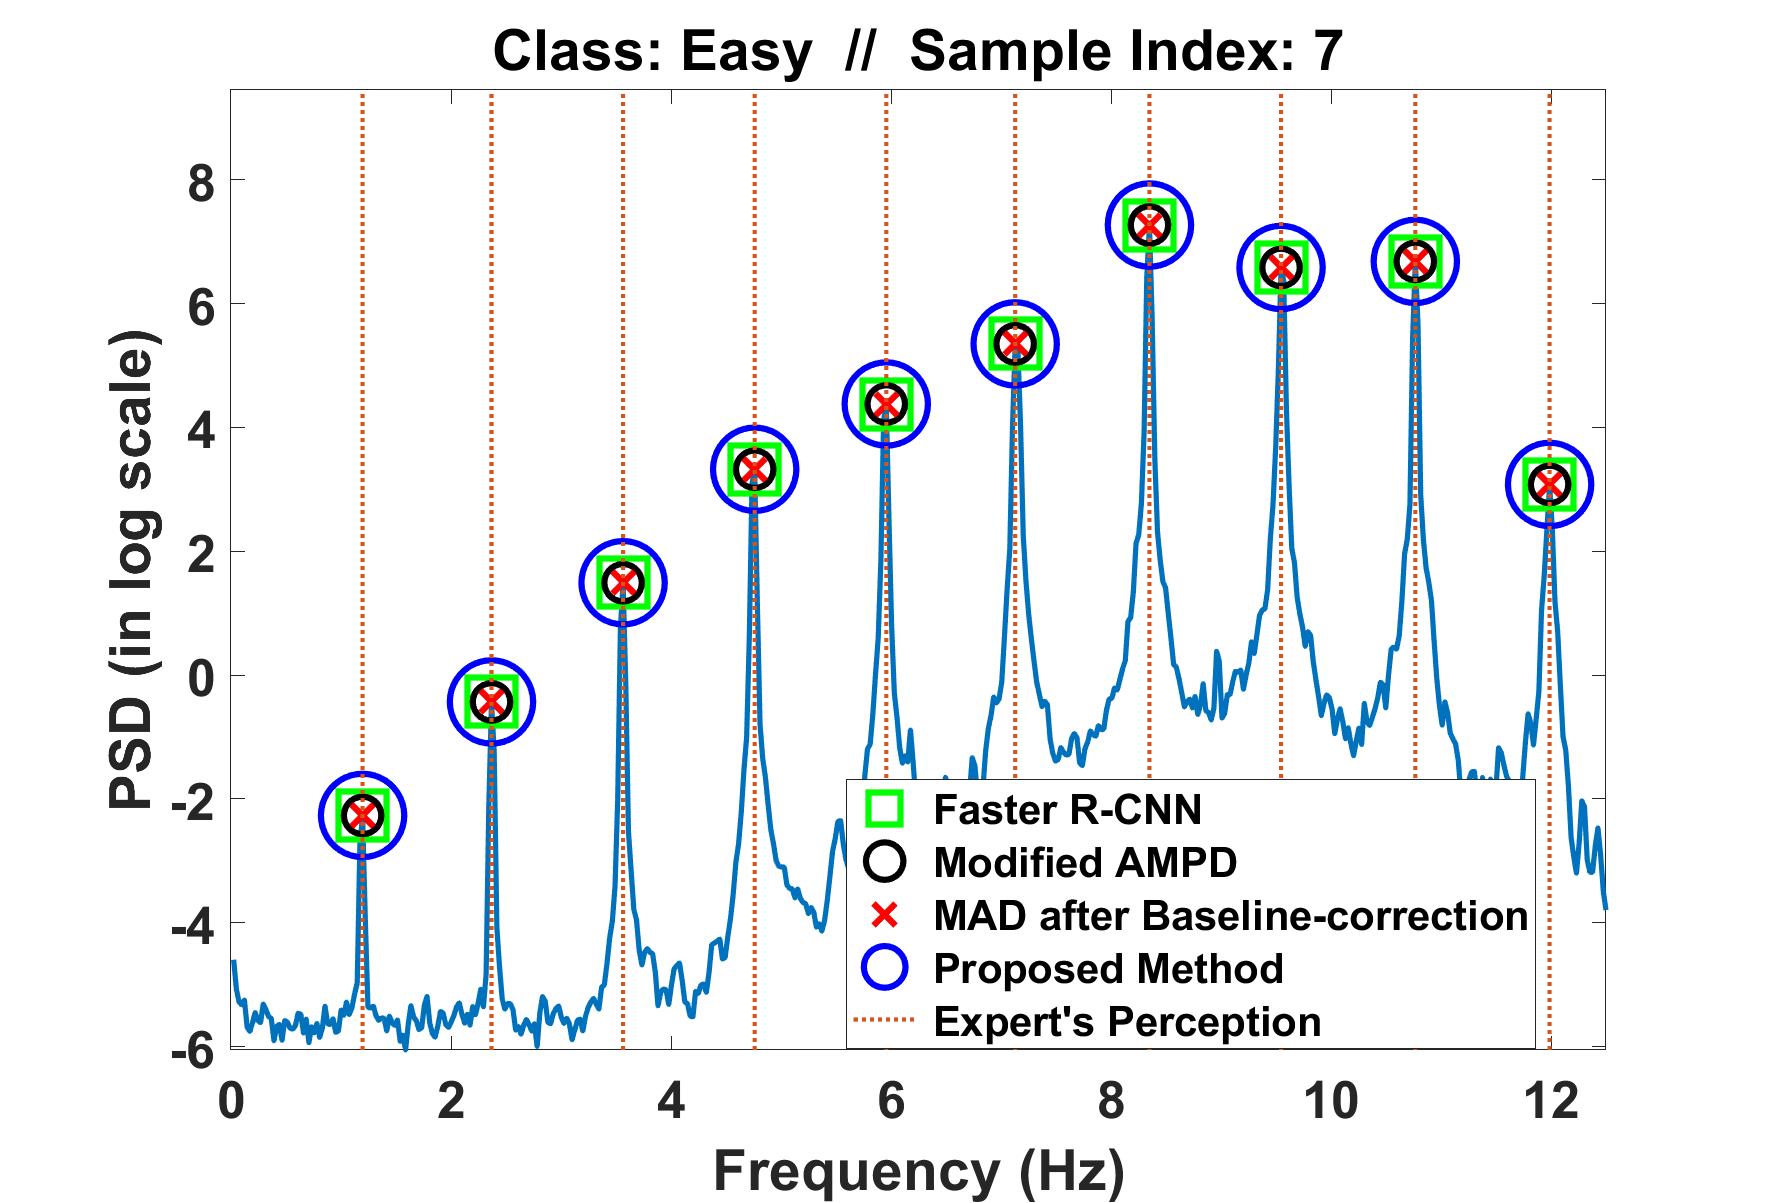 Class: Easy // Sample Index: 7
8
6
4
2
0
-2
-4
-6
PSD (in log scale)
Faster R-CNN
Modified AMPD
MAD after Baseline-correction
Proposed Method
Expert's Perception
0 2 4 6 8 10 12
Frequency (Hz)